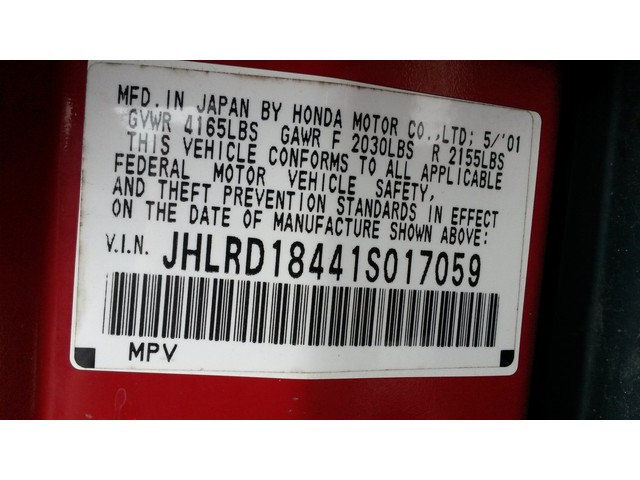 MFD. IN JAPAN BY HONDA MOTOR CO.,LTD; 5/'01
GVWR 4165LBS GAWR F 2030LBS R 2155LBS
THIS VEHICLE CONFORMS TO ALL APPLICABLE
FEDERAL MOTOR VEHICLE SAFETY,
AND THEFT PREVENTION STANDARDS IN EFFECT
ON THE DATE OF MANUFACTURE SHOWN ABOVE:
V.I.N. JHLRD18441S017059
MPV